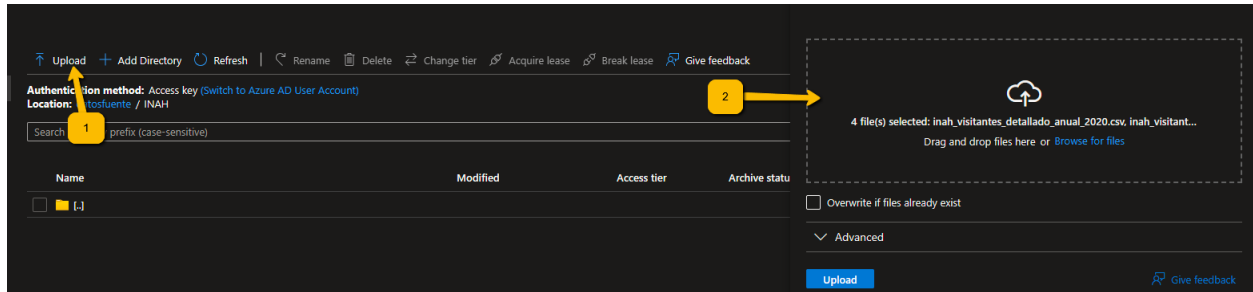 Upload Add Directory Refresh | Rename Delete Change tier Acquire lease Break lease Give feedback
Authentication method: Access key (Switch to Azure AD User Account)
Location: / INAH
Search prefix (case-sensitive)
1
Name Modified Access tier Archive statu
[..]
2
4 file(s) selected: inah_visitantes_detallado_anual_2020.csv, inah_visitant...
Drag and drop files here or Browse for files
Overwrite if files already exist
Advanced
Upload Give feedback